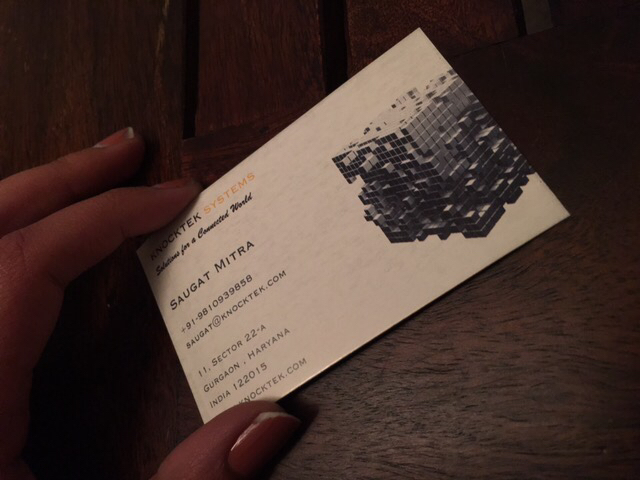 KNOCKTEK SYSTEMS
Solutions for a Connected World
SAUGAT MITRA
+91-9810939858
SAUGAT@KNOCKTEK.COM
11, SECTOR 22-A
GURGAON, HARYANA
INDIA 122015
KNOCKTEK.COM